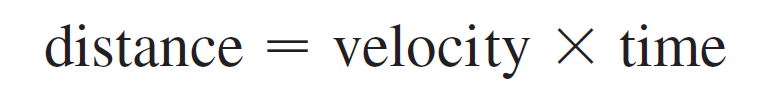 distance = velocity × time